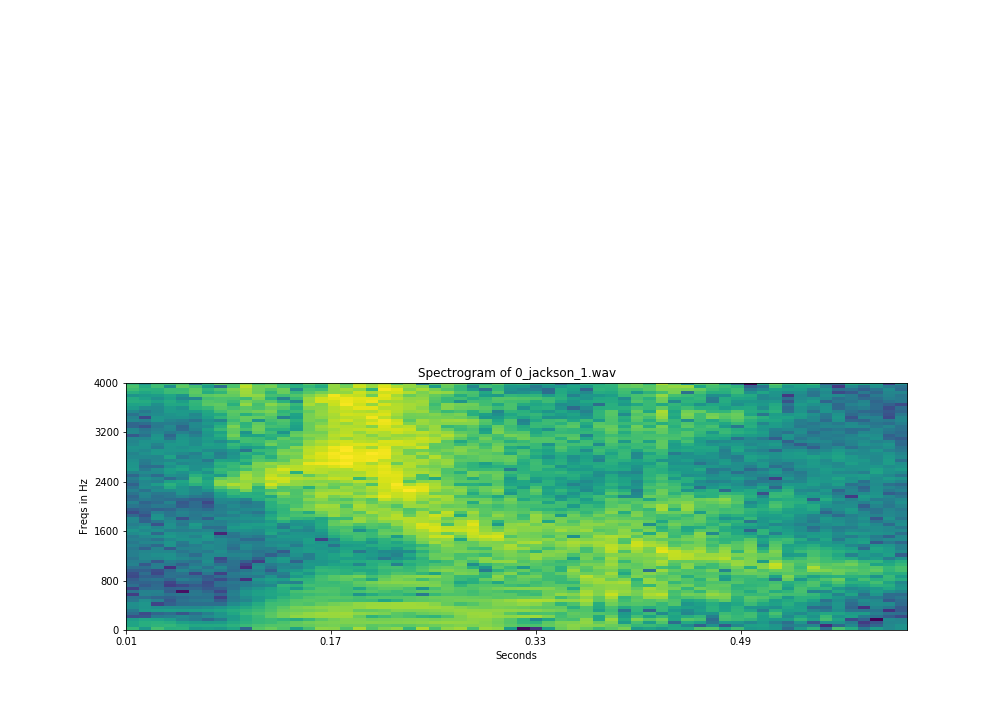 Spectrogram of 0_jackson_1.wav
4000
3200
2400
1600
800
0
Freqs in Hz
0.01 0.17 0.33 0.49
Seconds